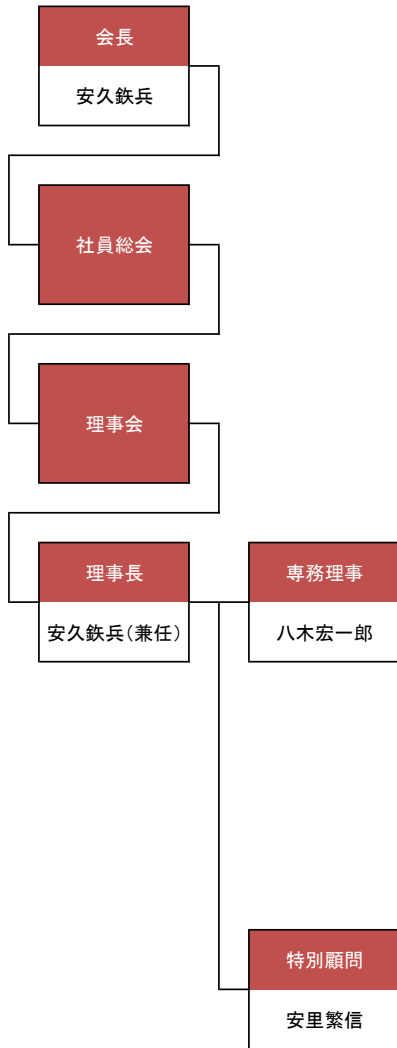 会長
安久鉄兵
社員総会
理事会
理事長
安久鉄兵（兼任）
専務理事
八木宏一郎
特別顧問
安里繁信